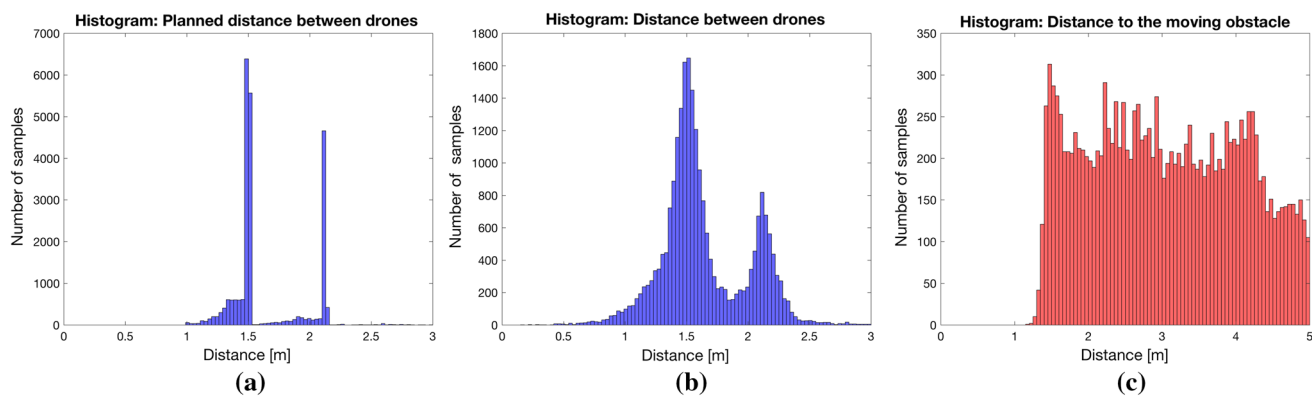 Histogram: Planned distance between drones
7000
6000
5000
4000
3000
2000
1000
0
Number of samples
0 0.5 1 1.5 2 2.5 3
Distance [m]
(a)
Histogram: Distance between drones
1800
1600
1400
1200
1000
800
600
400
200
0
Number of samples
0 0.5 1 1.5 2 2.5 3
Distance [m]
(b)
Histogram: Distance to the moving obstacle
350
300
250
200
150
100
50
0
Number of samples
0 1 2 3 4 5
Distance [m]
(c)